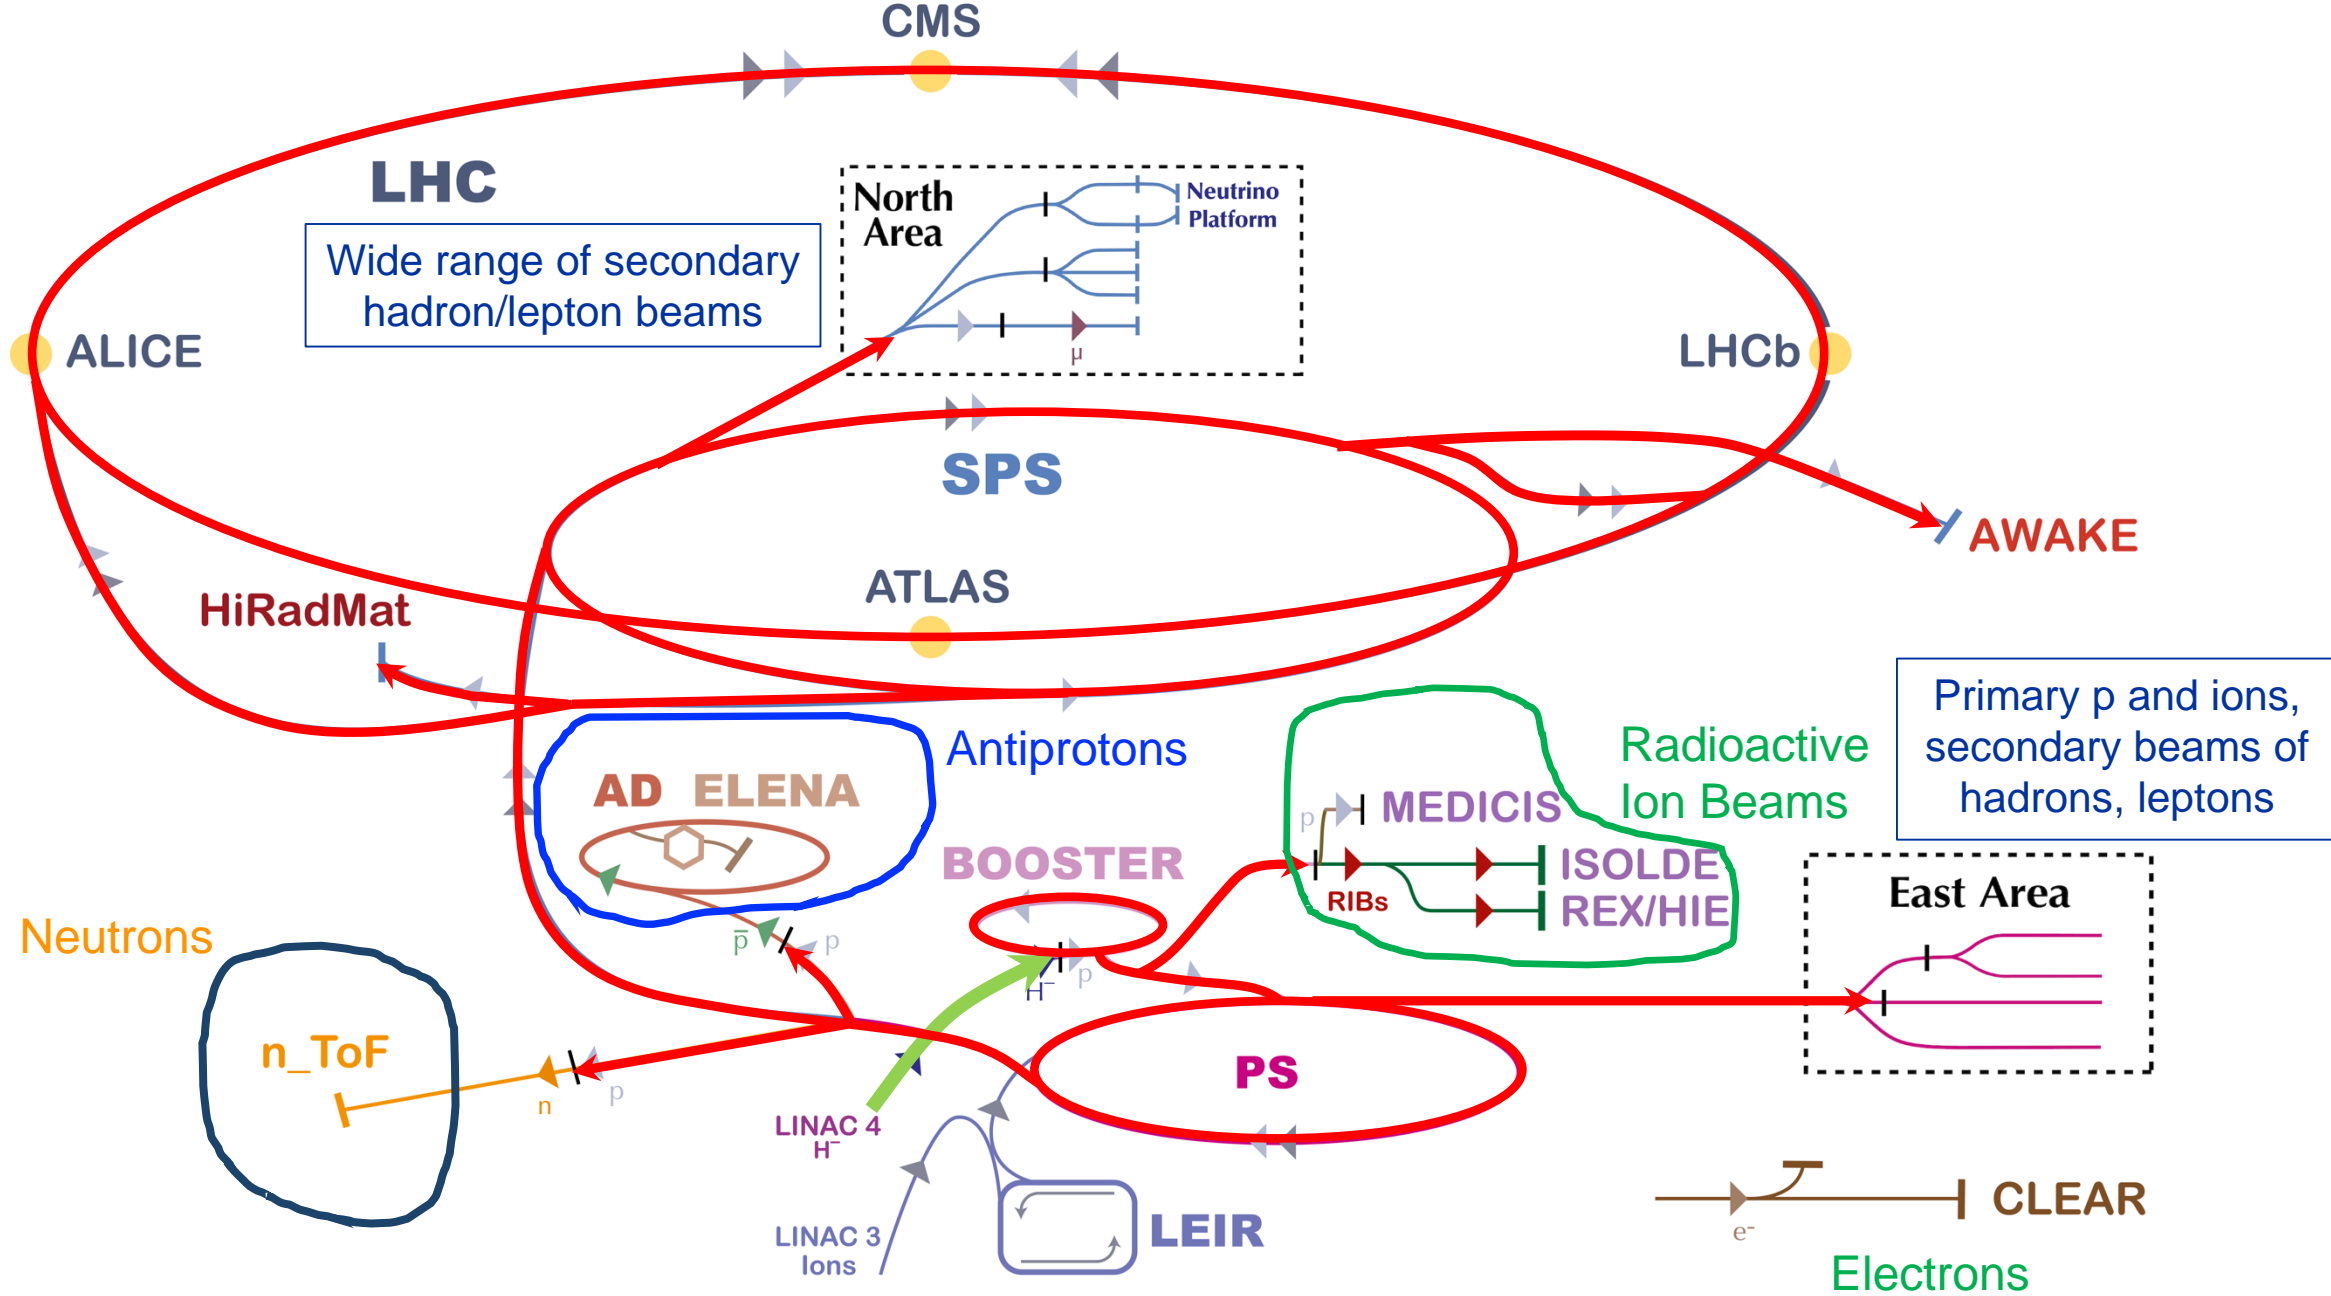 CMS
LHC
North
Area
Neutrino
Platform
Wide range of secondary
hadron/lepton beams
μ
ALICE
LHCb
SPS
AWAKE
ATLAS
HiRadMat
Primary p and ions,
secondary beams of
hadrons, leptons
Antiprotons
Radioactive
Ion Beams
AD ELENA
p
MEDICIS
BOOSTER
ISOLDE
RIBs
REX/HIE
East Area
Neutrons
p̅
p
p
H⁻
n_ToF
n
p
PS
LINAC 4
H⁻
LINAC 3
Ions
LEIR
CLEAR
e⁻
Electrons